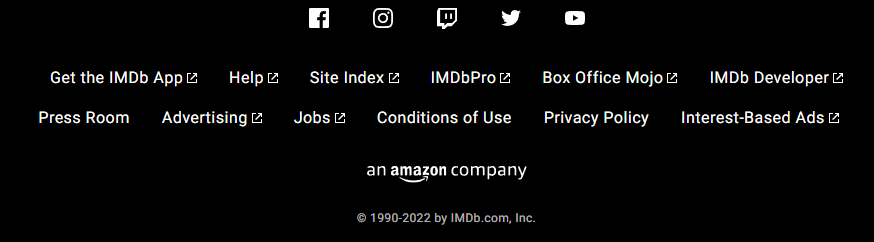 Get the IMDb App Help Site Index IMDbPro Box Office Mojo IMDb Developer
Press Room Advertising Jobs Conditions of Use Privacy Policy Interest-Based Ads
an amazon company
© 1990-2022 by IMDb.com, Inc.